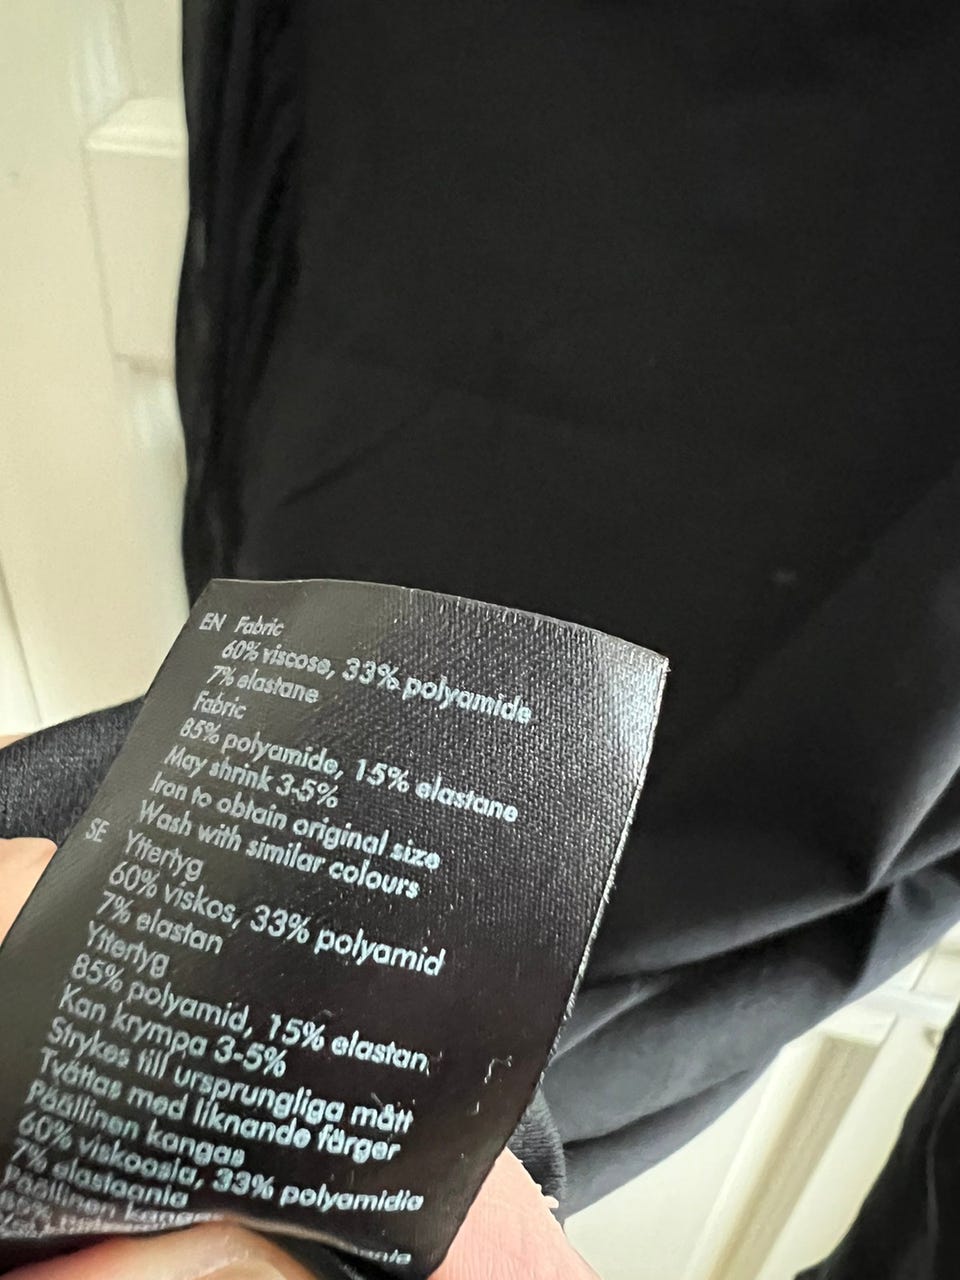 EN Fabric
60% viscose, 33% polyamide
7% elastane
Fabric
85% polyamide, 15% elastane
May shrink 3-5%
Iron to obtain original size
Wash with similar colours
SE Yttertyg
60% viskos, 33% polyamid
7% elastan
Yttertyg
85% polyamid, 15% elastan
Kan krympa 3-5%
Strykes till ursprungliga mått
Tvättas med liknande färger
Päällinen kangas
60% viskoosia, 33% polyamidia
7% elastaania
Päällinen kangas